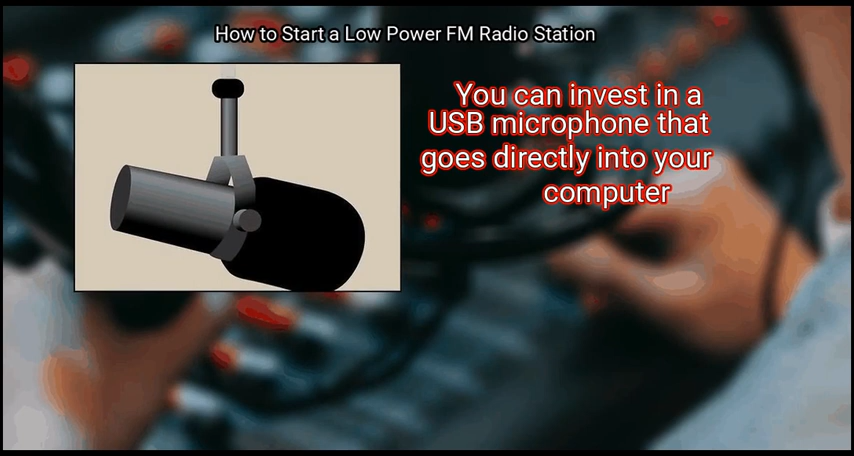 How to Start a Low Power FM Radio Station
You can invest in a
USB microphone that
goes directly into your
computer